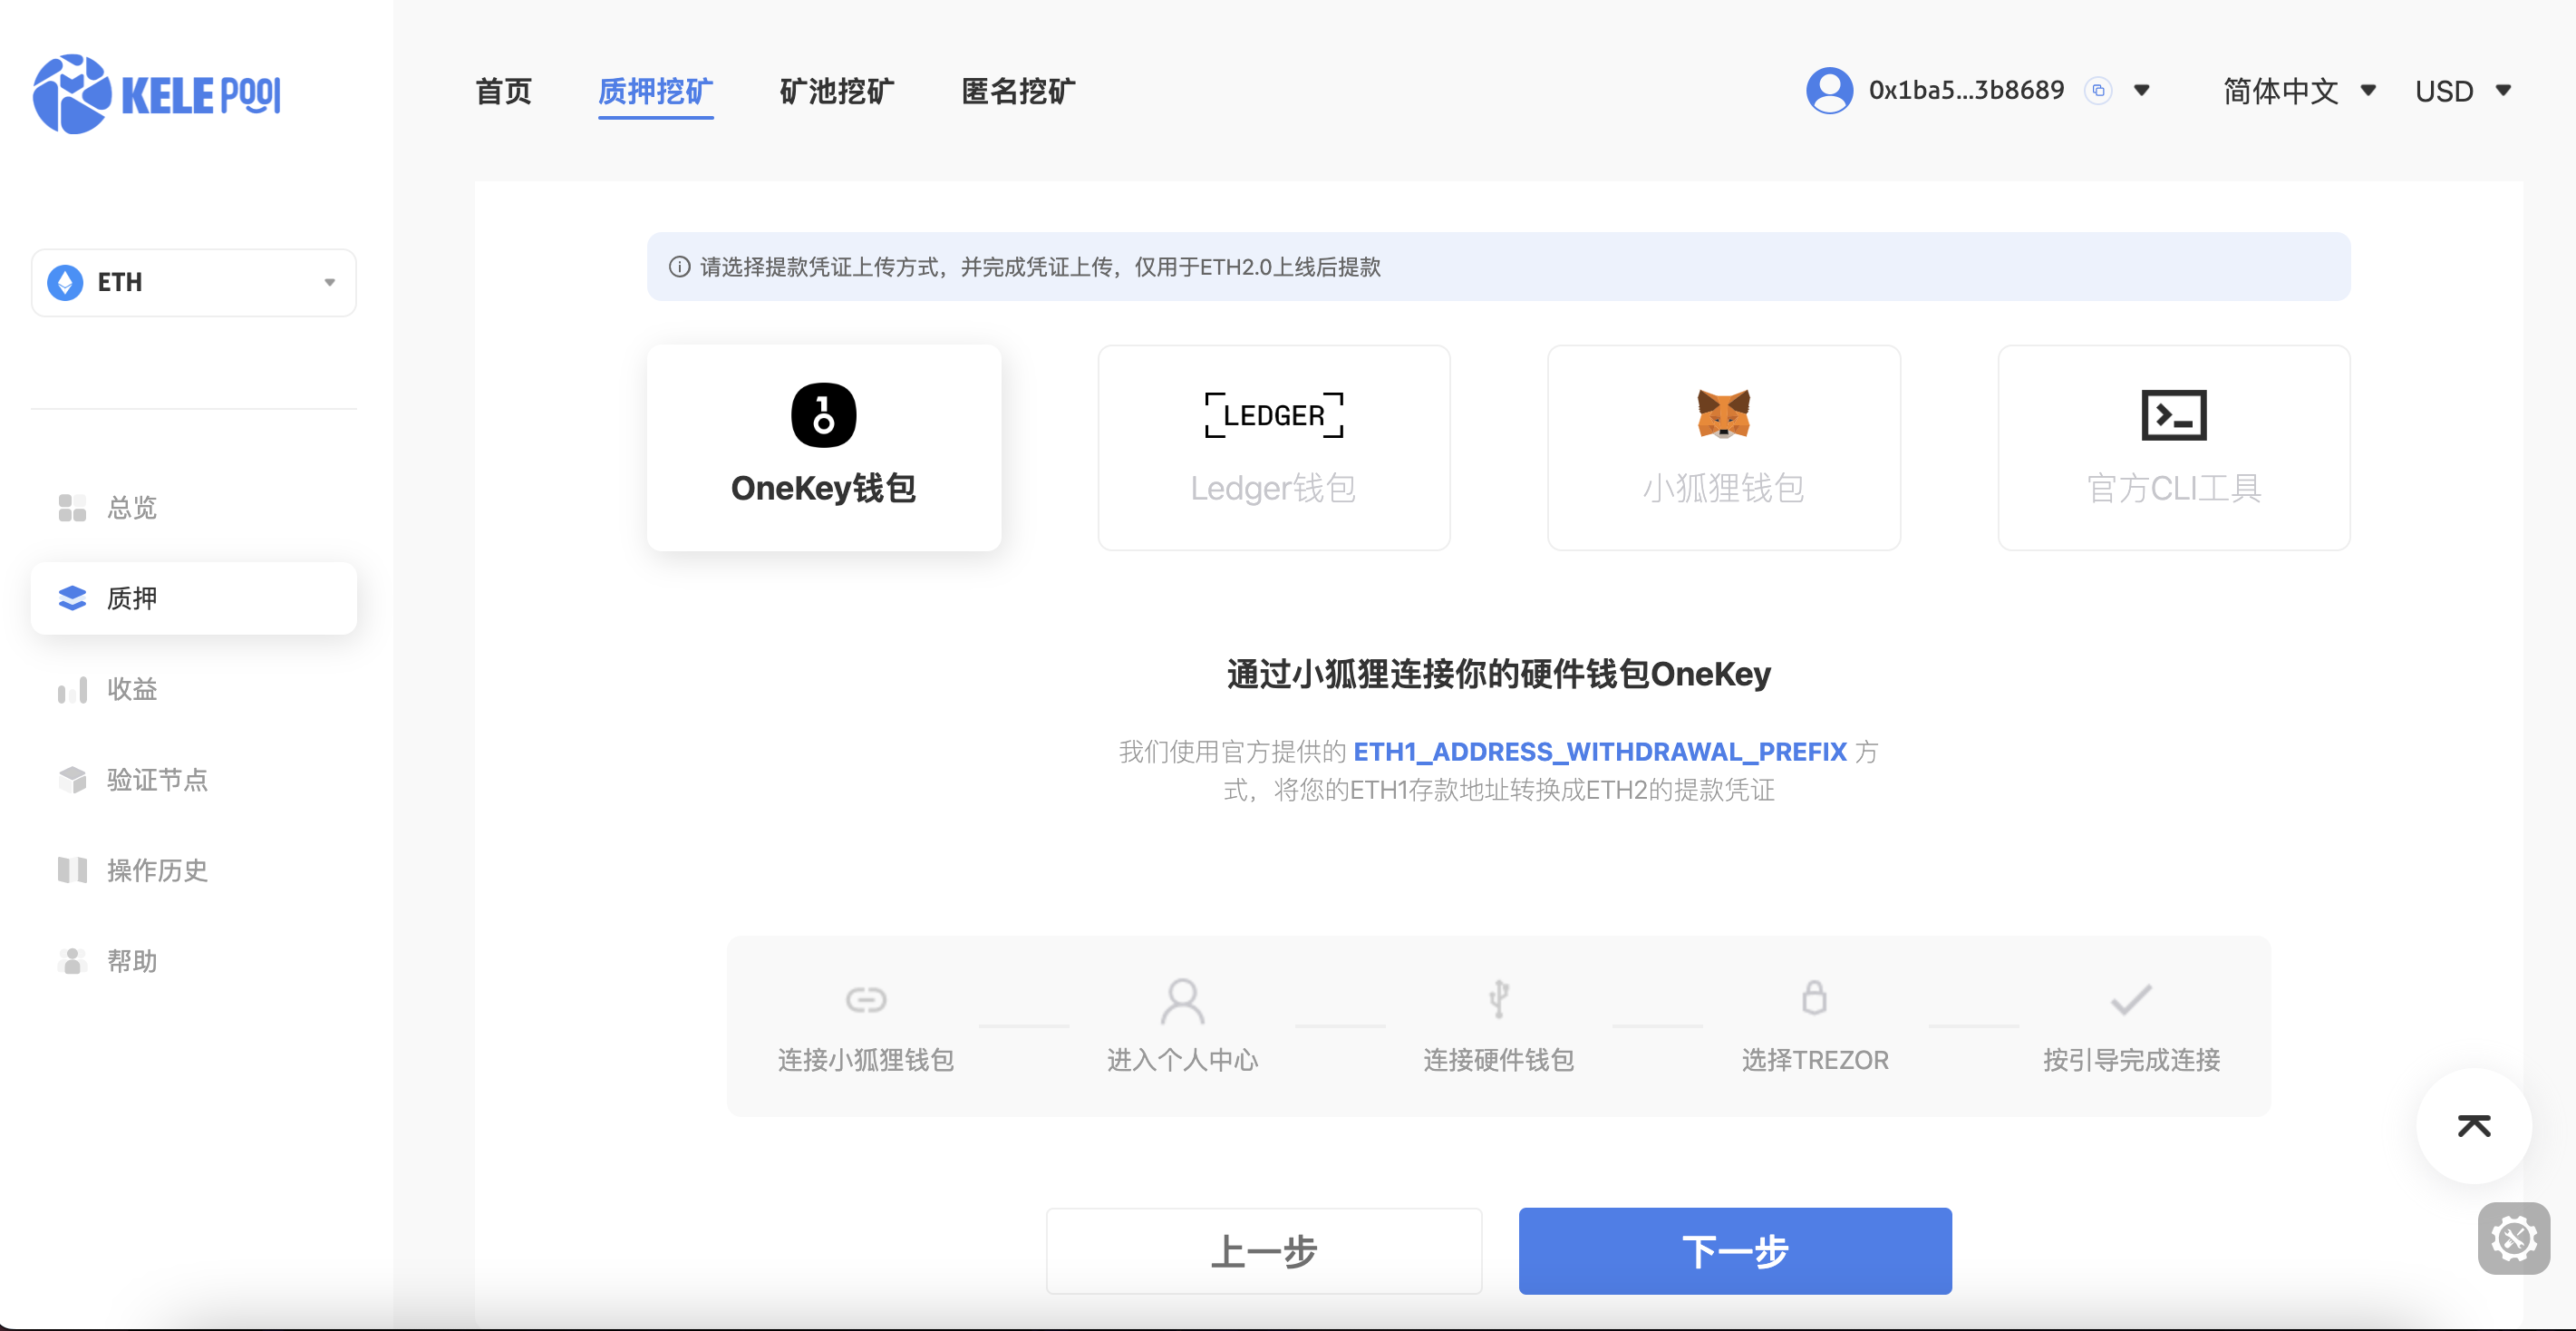 KELE POOl
首页
质押挖矿
矿池挖矿
匿名挖矿
0x1ba5...3b8689
简体中文
USD
ETH
总览
质押
收益
验证节点
操作历史
帮助
请选择提款凭证上传方式，并完成凭证上传，仅用于ETH2.0上线后提款
OneKey钱包
LEDGER
Ledger钱包
小狐狸钱包
官方CLI工具
通过小狐狸连接你的硬件钱包OneKey
我们使用官方提供的 ETH1_ADDRESS_WITHDRAWAL_PREFIX 方
式，将您的ETH1存款地址转换成ETH2的提款凭证
连接小狐狸钱包
进入个人中心
连接硬件钱包
选择TREZOR
按引导完成连接
上一步
下一步